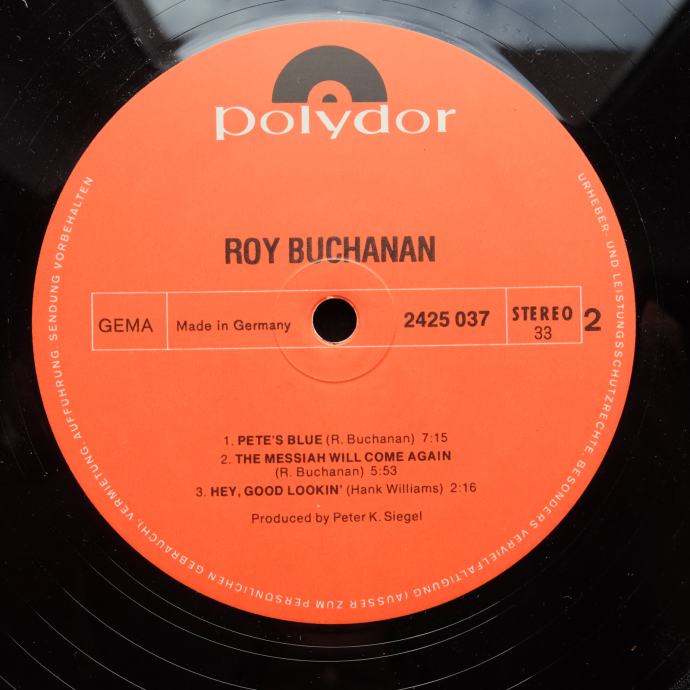 polydor
ROY BUCHANAN
GEMA
Made in Germany
2425 037
STEREO
33
2
1. PETE'S BLUE (R. Buchanan) 7:15
2. THE MESSIAH WILL COME AGAIN
(R. Buchanan) 5:53
3. HEY, GOOD LOOKIN' (Hank Williams) 2:16
Produced by Peter K. Siegel
URHEBER- UND LEISTUNGSSCHUTZRECHTE, BESONDERS VERVIELFÄLTIGUNG (AUSSER ZUM PERSÖNLICHEN GEBRAUCH), VERMIETUNG, AUFFÜHRUNG, SENDUNG VORBEHALTEN